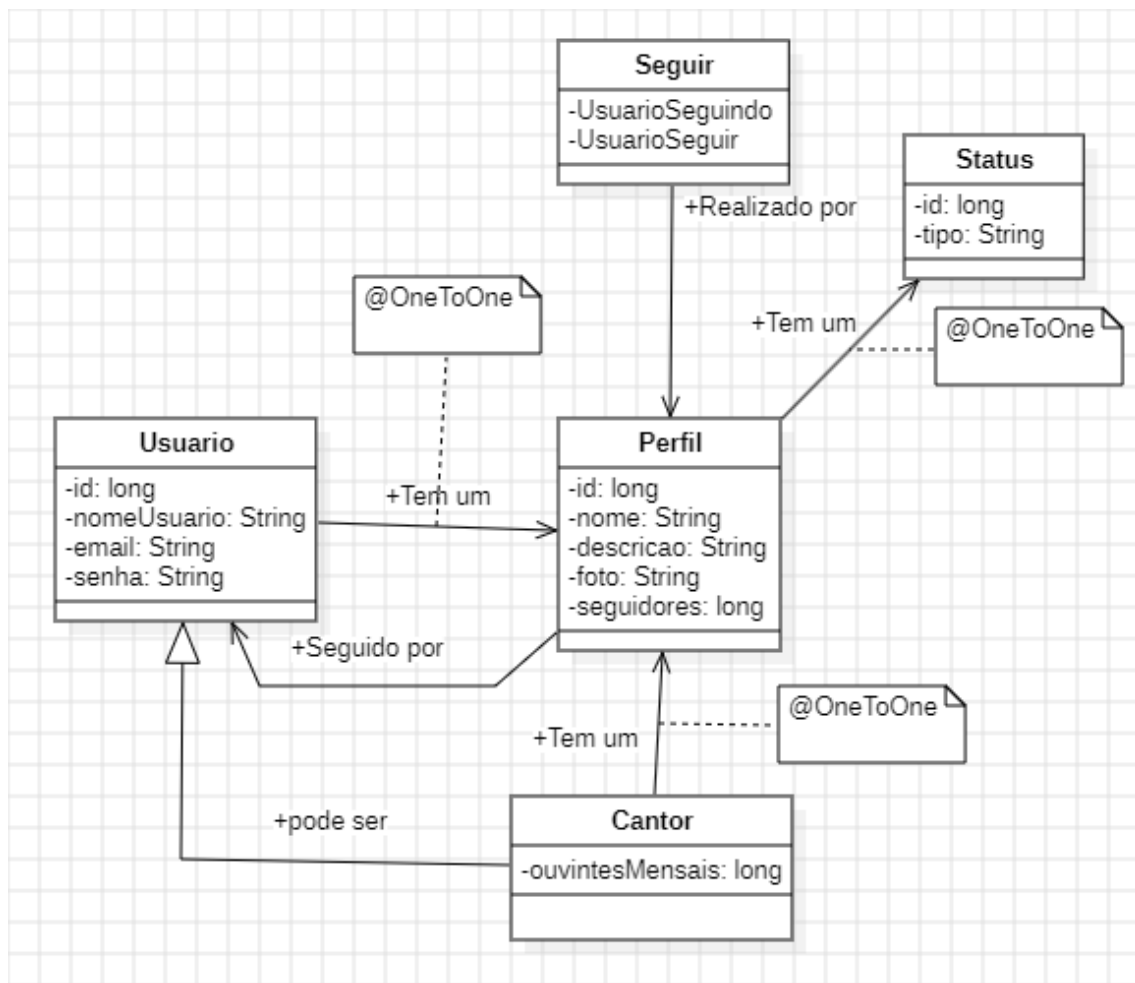 Seguir
-UsuarioSeguindo
-UsuarioSeguir
Status
-id: long
-tipo: String
+Realizado por
@OneToOne
+Tem um
@OneToOne
Usuario
-id: long
-nomeUsuario: String
-email: String
-senha: String
+Tem um
Perfil
-id: long
-nome: String
-descricao: String
-foto: String
-seguidores: long
+Seguido por
@OneToOne
+Tem um
+pode ser
Cantor
-ouvintesMensais: long